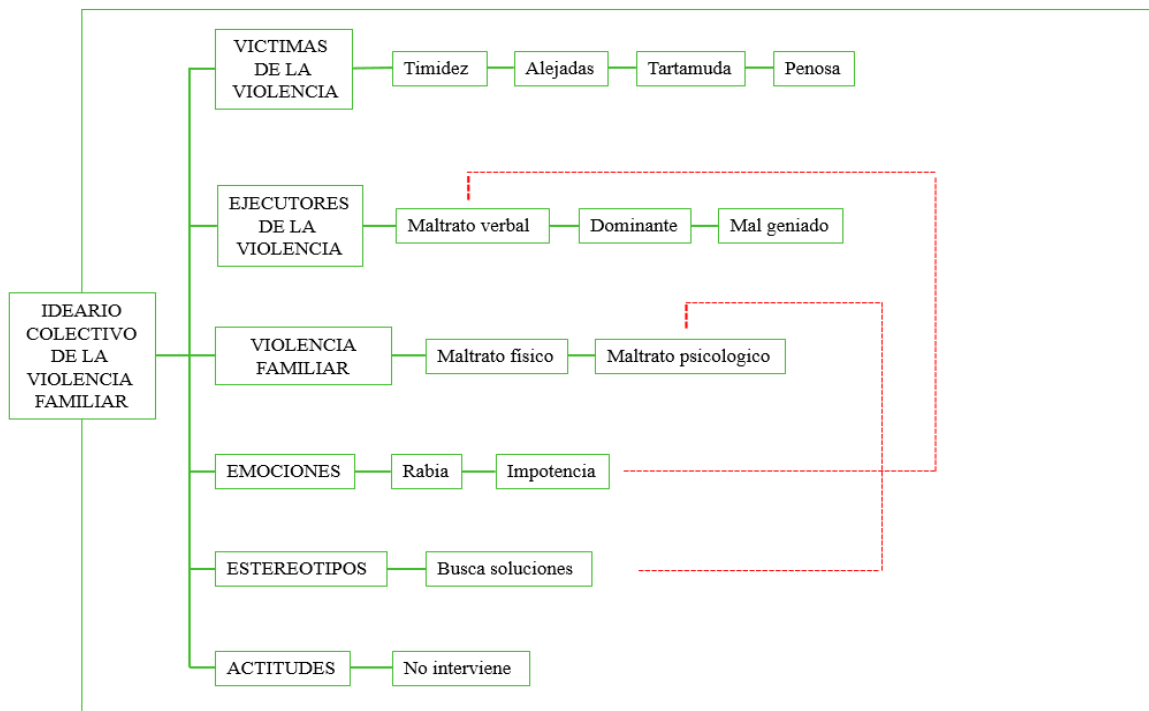 VICTIMAS
DE LA
VIOLENCIA
Timidez
Alejadas
Tartamuda
Penosa
EJECUTORES
DE LA
VIOLENCIA
Maltrato verbal
Dominante
Mal geniado
IDEARIO
COLECTIVO
DE LA
VIOLENCIA
FAMILIAR
VIOLENCIA
FAMILIAR
Maltrato físico
Maltrato psicologico
EMOCIONES
Rabia
Impotencia
ESTEREOTIPOS
Busca soluciones
ACTITUDES
No interviene